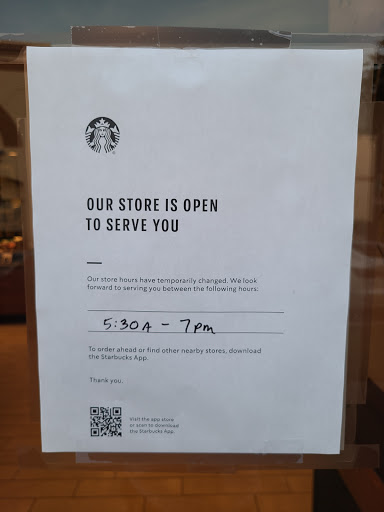 OUR STORE IS OPEN
TO SERVE YOU
Our store hours have temporarily changed. We look
forward to serving you between the following hours:
5:30A - 7pm
To order ahead or find other nearby stores, download
the Starbucks App.
Thank you.
Visit the app store
or scan to download
the Starbucks App.